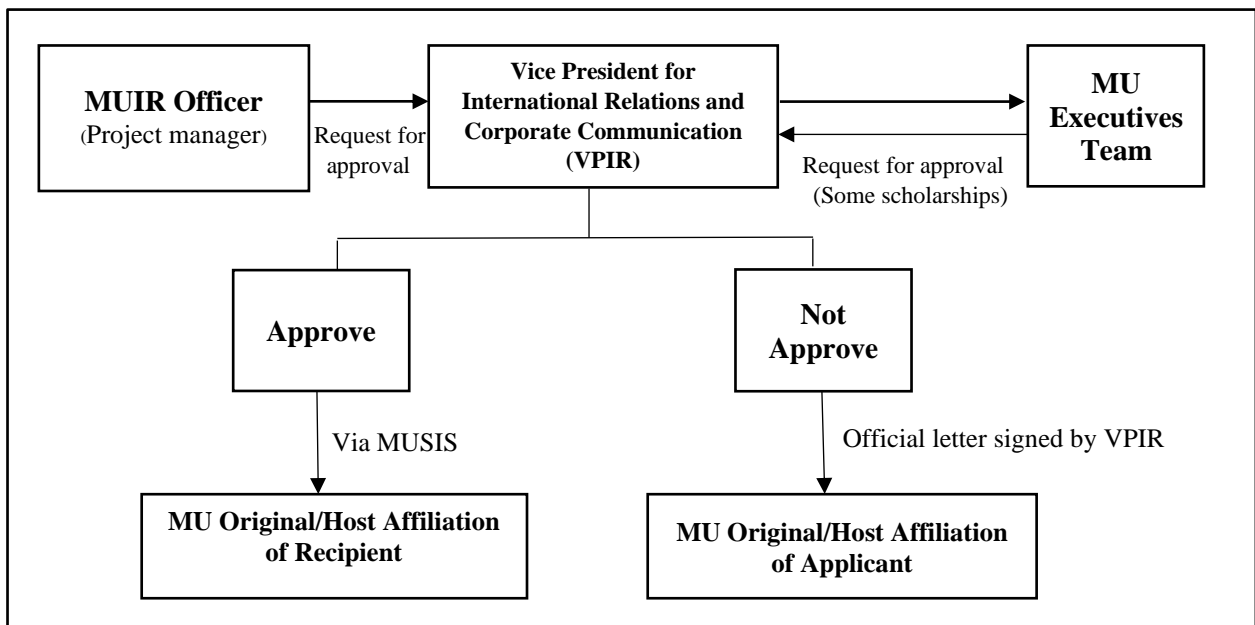 MUIR Officer
(Project manager)
Request for
approval
Vice President for
International Relations and
Corporate Communication
(VPIR)
Request for approval
(Some scholarships)
MU
Executives
Team
Approve
Not
Approve
Via MUSIS
Official letter signed by VPIR
MU Original/Host Affiliation
of Recipient
MU Original/Host Affiliation
of Applicant